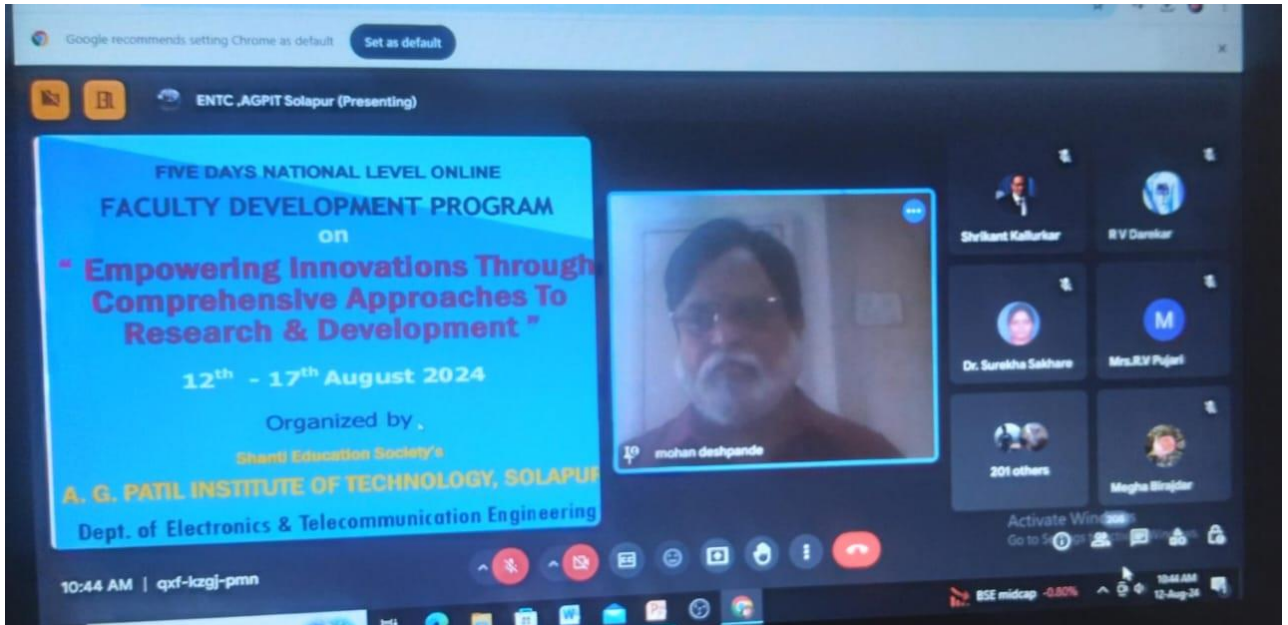 Google recommends setting Chrome as default
Set as default
ENTC ,AGPIT Solapur (Presenting)
FIVE DAYS NATIONAL LEVEL ONLINE
FACULTY DEVELOPMENT PROGRAM
on
" Empowering Innovations Through
Comprehensive Approaches To
Research & Development "
12th - 17th August 2024
Organized by
Shanti Education Society's
A. G. PATIL INSTITUTE OF TECHNOLOGY, SOLAPUR
Dept. of Electronics & Telecommunication Engineering
mohan deshpande
Shrikant Kallurkar
R V Darekar
Dr. Surekha Sakhare
M
Mrs.R.V Pujari
201 others
Megha Birajdar
Activate Windows
Go to
10:44 AM | qxf-kzgj-pmn
BSE midcap -0.80%
10:44 AM
12-Aug-24